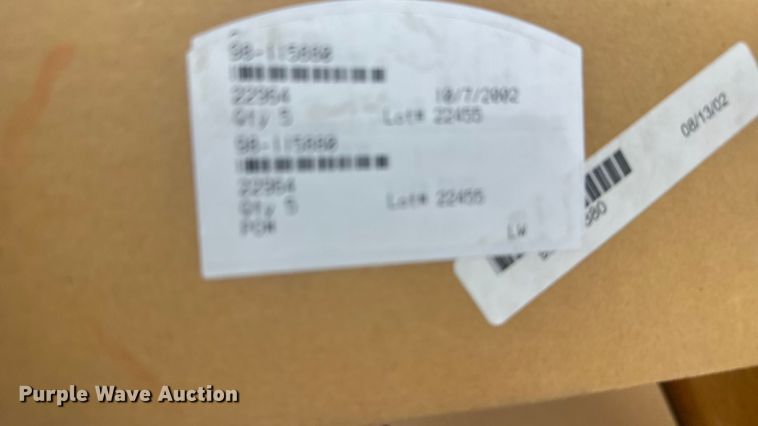 98-115880
22964
10/7/2002
Qty 5
Lot# 22455
98-115880
22964
Qty 5
Lot# 22455
PO#
LW
08/13/02
Purple Wave Auction